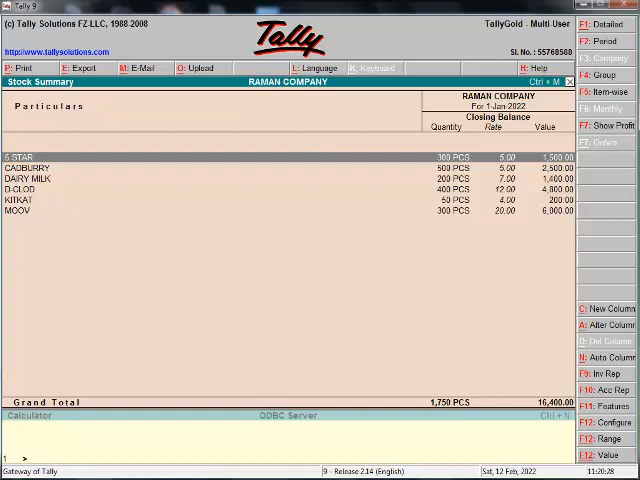 Tally 9
(c) Tally Solutions FZ-LLC, 1988-2008
Tally
TallyGold - Multi-User
http://www.tallysolutions.com
Sl. No. : 55768588
P: Print E: Export M: E-Mail O: Upload L: Language K: Keyboard H: Help
Stock Summary RAMAN COMPANY Ctrl + M
Particulars
RAMAN COMPANY
For 1-Jan-2022
Closing Balance
Quantity Rate Value
5 STAR 300 PCS 5.00 1,500.00
CADBURRY 500 PCS 5.00 2,500.00
DAIRY MILK 200 PCS 7.00 1,400.00
D-CLOD 400 PCS 12.00 4,800.00
KITKAT 50 PCS 4.00 200.00
MOOV 300 PCS 20.00 6,000.00
Grand Total 1,750 PCS 16,400.00
Calculator ODBC Server Ctrl + N
1 >
Gateway of Tally 9 - Release 2.14 (English) Sat, 12 Feb, 2022 11:20:28
F1: Detailed
F2: Period
F3: Company
F4: Group
F5: Item-wise
F6: Monthly
F7: Show Profit
F7: Orders
C: New Column
A: Alter Column
D: Del Column
N: Auto Column
F9: Inv Rep
F10: Acc Rep
F11: Features
F12: Configure
F12: Range
F12: Value